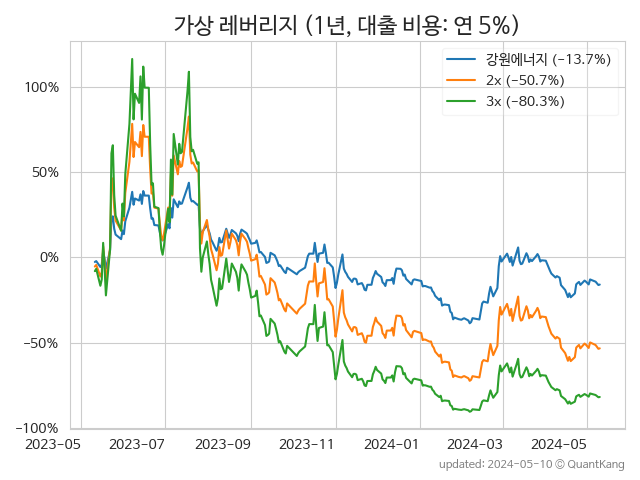 가상 레버리지 (1년, 대출 비용: 연 5%)
강원에너지 (−13.7%)
2x (−50.7%)
3x (−80.3%)
100%
50%
0%
−50%
−100%
2023-05 2023-07 2023-09 2023-11 2024-01 2024-03 2024-05
updated: 2024-05-10 © QuantKang